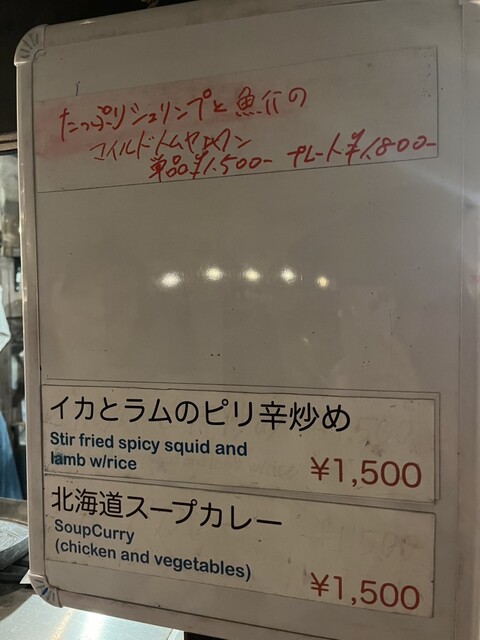 たっぷりシュリンプと魚介の
マイルドトムヤムクン
単品¥1,500- プレート¥1,800-
イカとラムのピリ辛炒め
Stir fried spicy squid and
lamb w/rice
¥1,500
北海道スープカレー
SoupCurry
(chicken and vegetables)
¥1,500